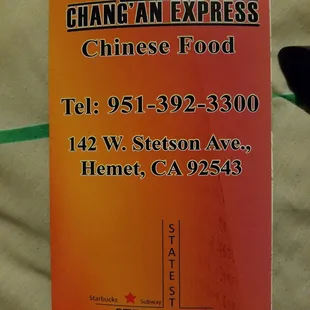 CHANG'AN EXPRESS
Chinese Food
Tel: 951-392-3300
142 W. Stetson Ave.,
Hemet, CA 92543
STATE ST
Starbucks
Subway